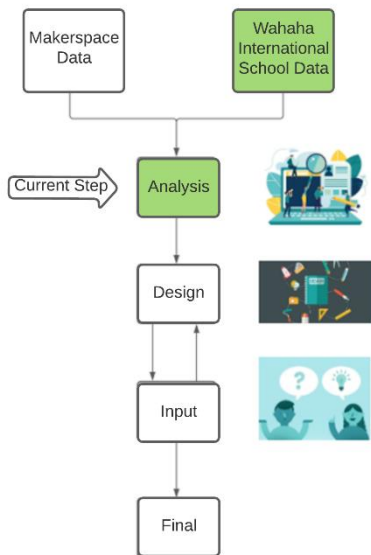 Makerspace
Data
Wahaha
International
School Data
Current Step
Analysis
Design
?
Input
Final